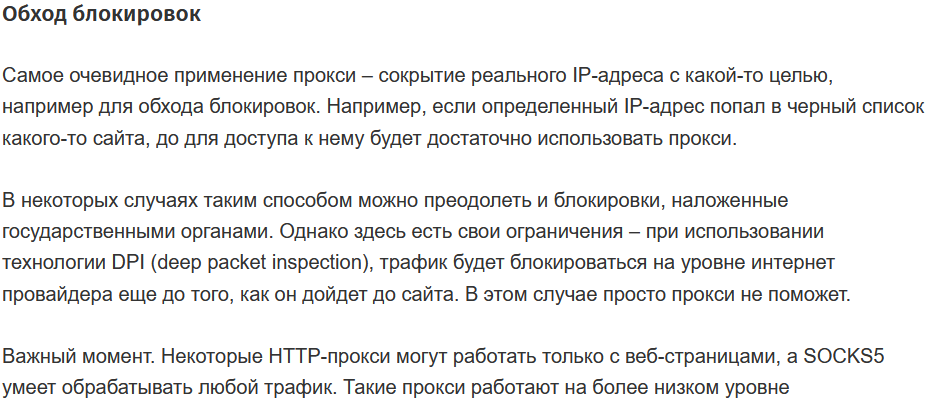 Обход блокировок
Самое очевидное применение прокси – сокрытие реального IP-адреса с какой-то целью,
например для обхода блокировок. Например, если определенный IP-адрес попал в черный список
какого-то сайта, до для доступа к нему будет достаточно использовать прокси.
В некоторых случаях таким способом можно преодолеть и блокировки, наложенные
государственными органами. Однако здесь есть свои ограничения – при использовании
технологии DPI (deep packet inspection), трафик будет блокироваться на уровне интернет
провайдера еще до того, как он дойдет до сайта. В этом случае просто прокси не поможет.
Важный момент. Некоторые HTTP-прокси могут работать только с веб-страницами, а SOCKS5
умеет обрабатывать любой трафик. Такие прокси работают на более низком уровне